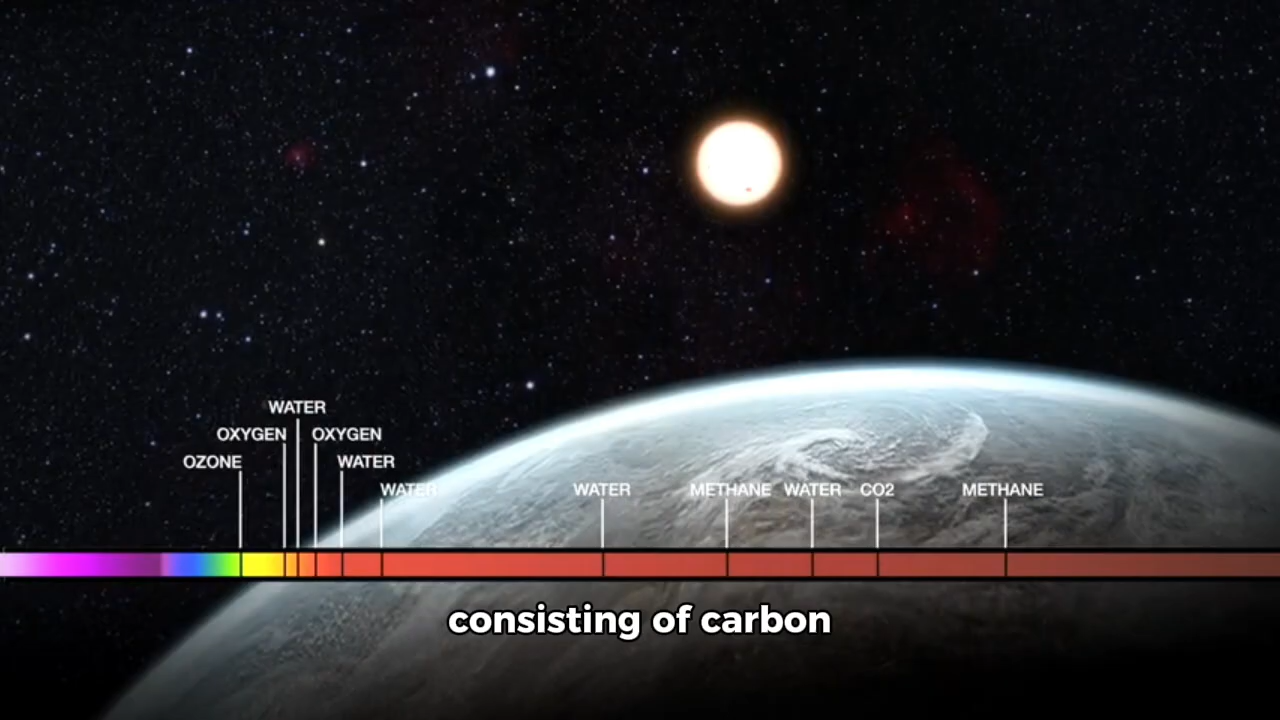 WATER
OXYGEN OXYGEN
OZONE WATER
WATER WATER METHANE WATER CO2 METHANE
consisting of carbon